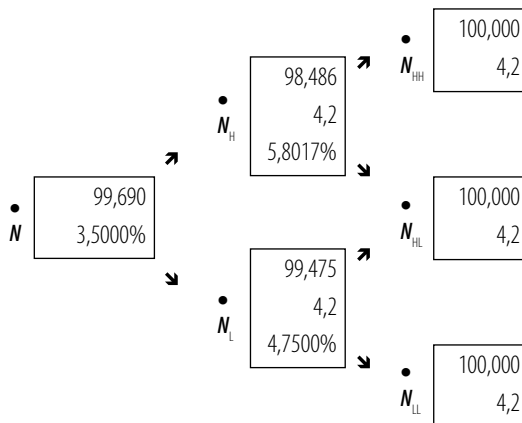 99,690
3,5000%
N
98,486
4,2
5,8017%
N_H
99,475
4,2
4,7500%
N_L
100,000
4,2
N_HH
100,000
4,2
N_HL
100,000
4,2
N_LL